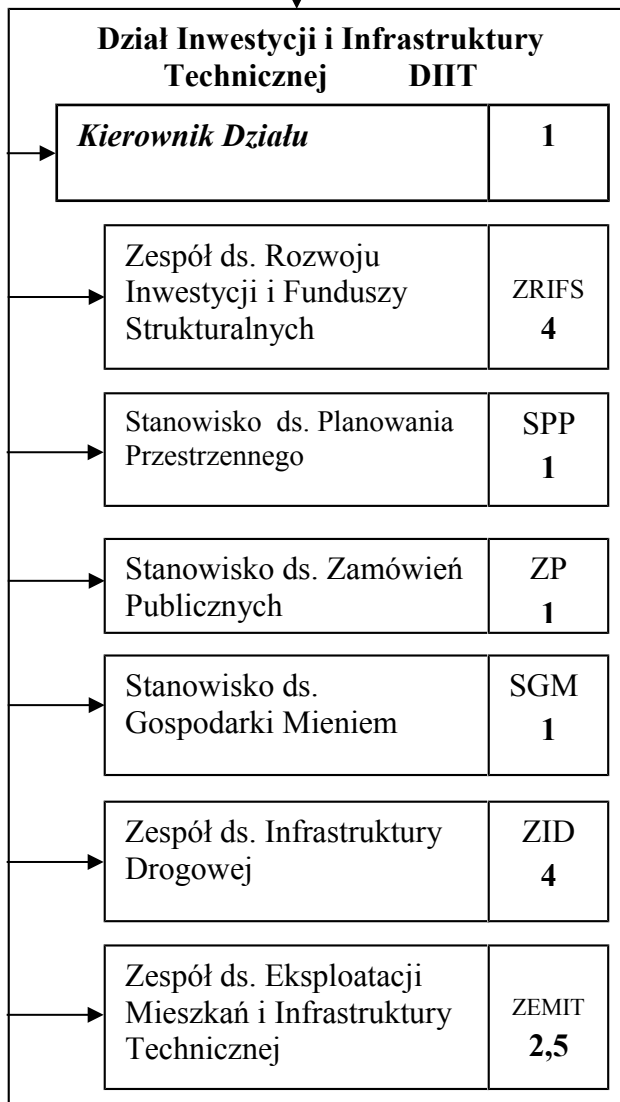 Dział Inwestycji i Infrastruktury
Technicznej DIIT
Kierownik Działu 1
Zespół ds. Rozwoju
Inwestycji i Funduszy
Strukturalnych
ZRIFS
4
Stanowisko ds. Planowania
Przestrzennego
SPP
1
Stanowisko ds. Zamówień
Publicznych
ZP
1
Stanowisko ds.
Gospodarki Mieniem
SGM
1
Zespół ds. Infrastruktury
Drogowej
ZID
4
Zespół ds. Eksploatacji
Mieszkań i Infrastruktury
Technicznej
ZEMIT
2,5